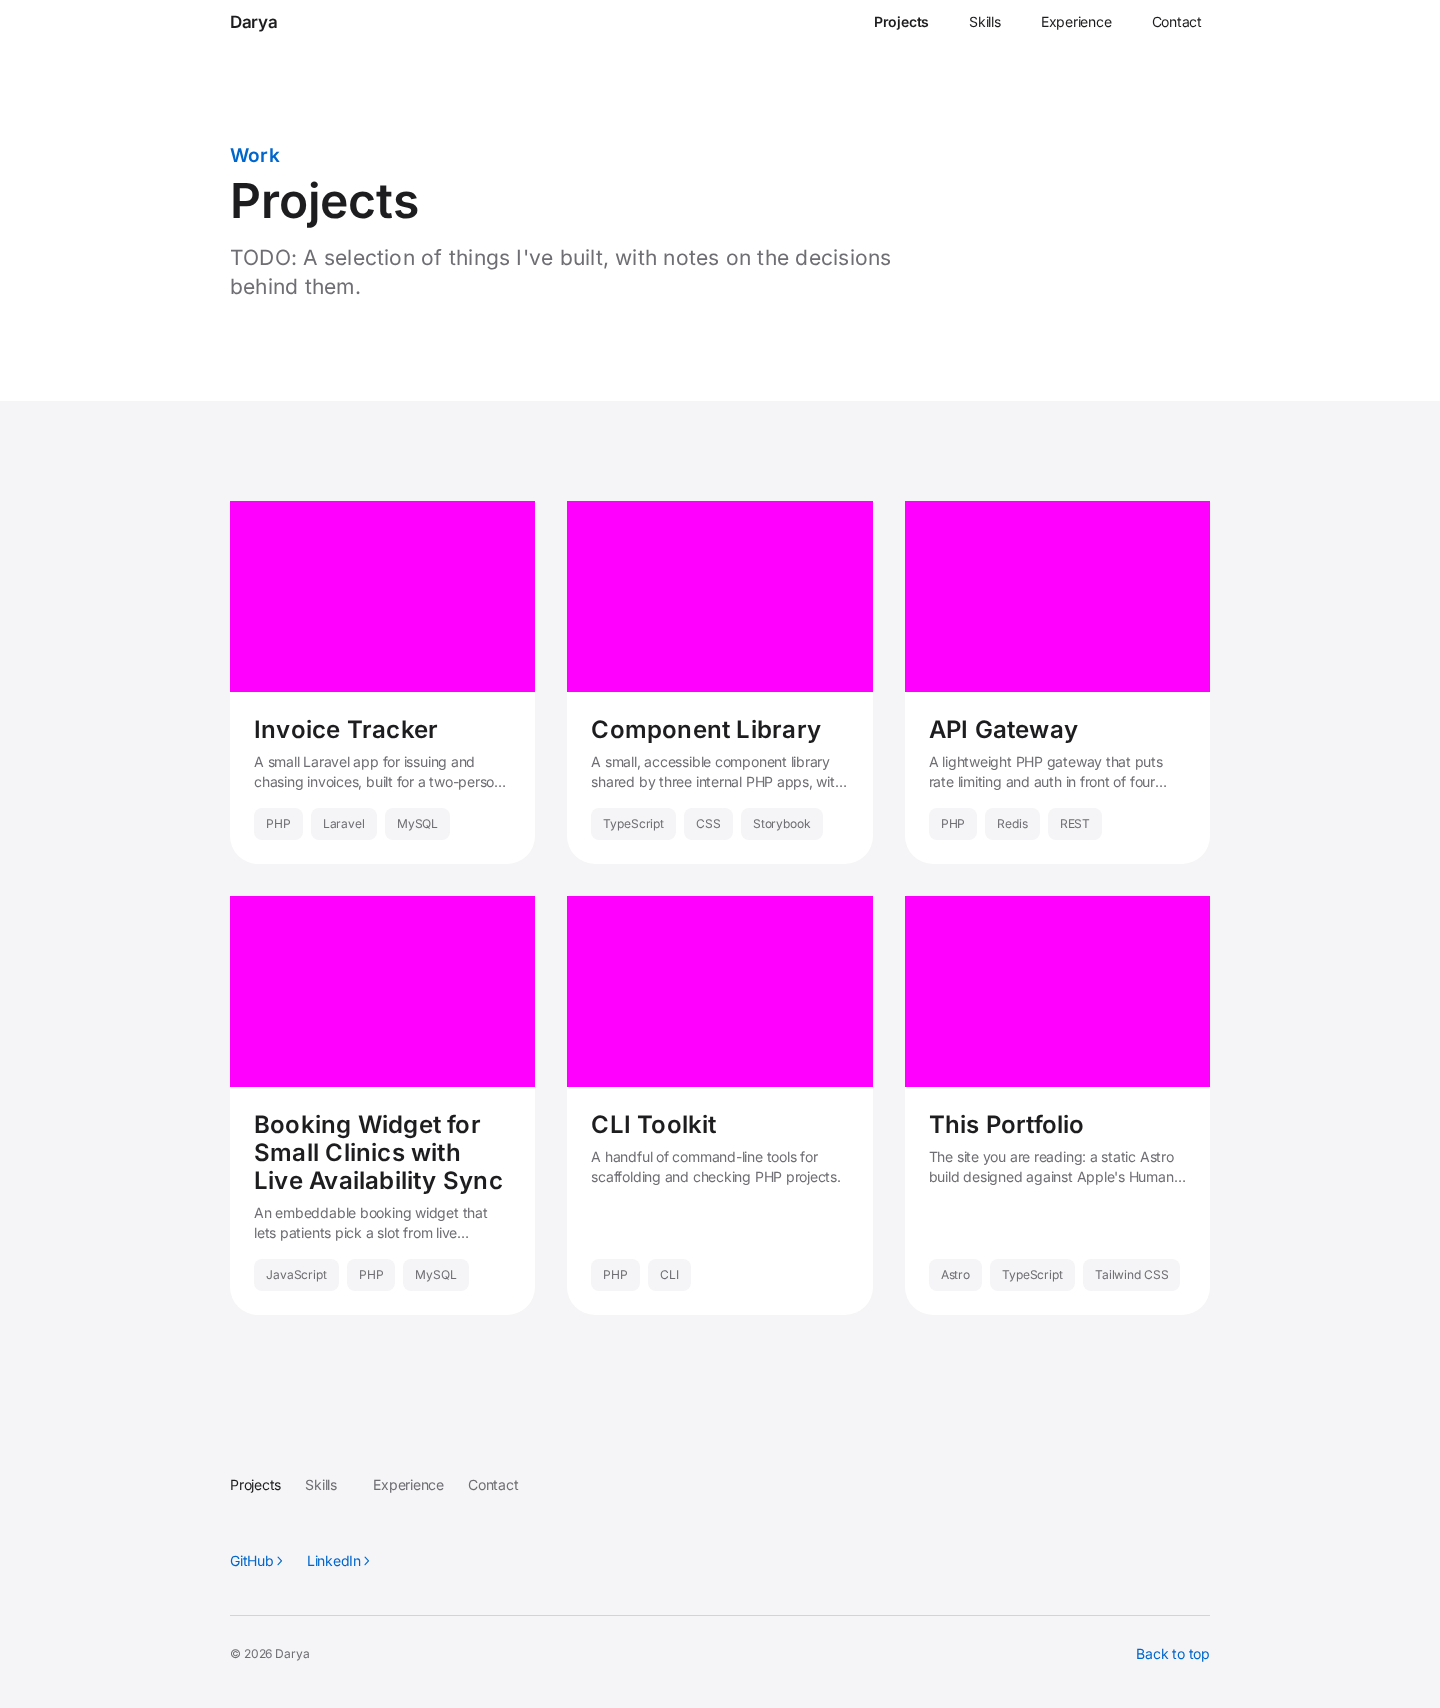 Darya
Projects Skills Experience Contact
Work
Projects
TODO: A selection of things I've built, with notes on the decisions
behind them.
Invoice Tracker
A small Laravel app for issuing and
chasing invoices, built for a two-perso...
PHP Laravel MySQL
Component Library
A small, accessible component library
shared by three internal PHP apps, wit...
TypeScript CSS Storybook
API Gateway
A lightweight PHP gateway that puts
rate limiting and auth in front of four...
PHP Redis REST
Booking Widget for
Small Clinics with
Live Availability Sync
An embeddable booking widget that
lets patients pick a slot from live...
JavaScript PHP MySQL
CLI Toolkit
A handful of command-line tools for
scaffolding and checking PHP projects.
PHP CLI
This Portfolio
The site you are reading: a static Astro
build designed against Apple's Human...
Astro TypeScript Tailwind CSS
Projects Skills Experience Contact
GitHub LinkedIn
© 2026 Darya
Back to top